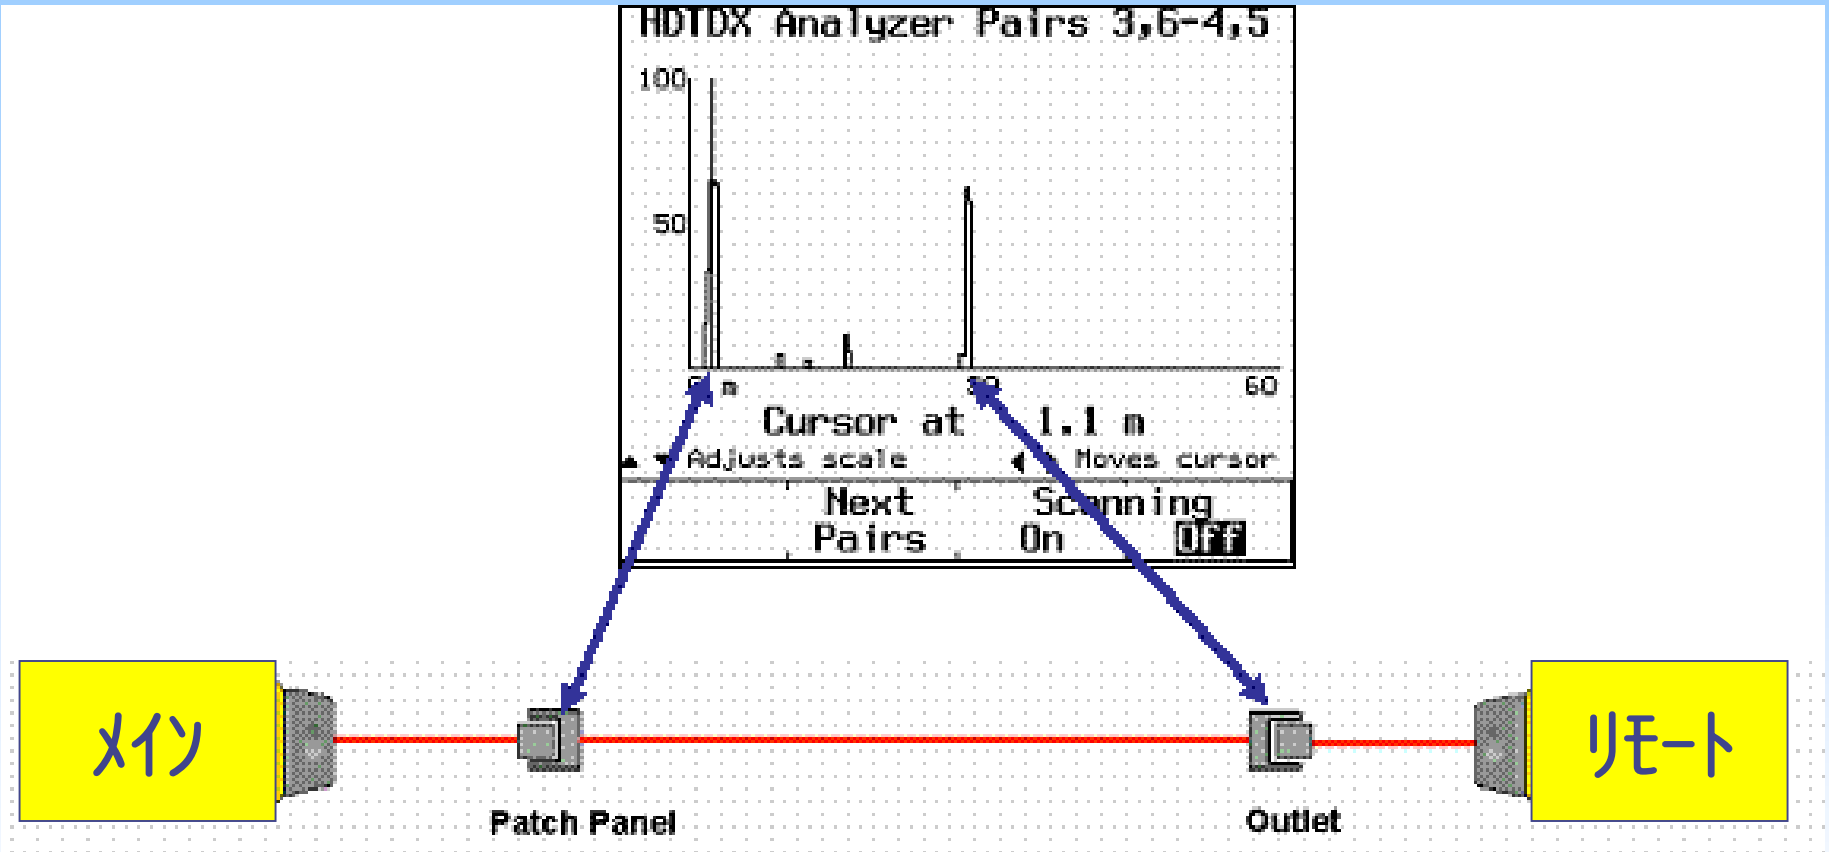 HDTDX Analyzer Pairs 3,6-4,5
100
50
m
60
Cursor at 1.1 m
Adjusts scale
Moves cursor
Next Pairs
Scanning
On
Off
メイン
リモート
Patch Panel
Outlet